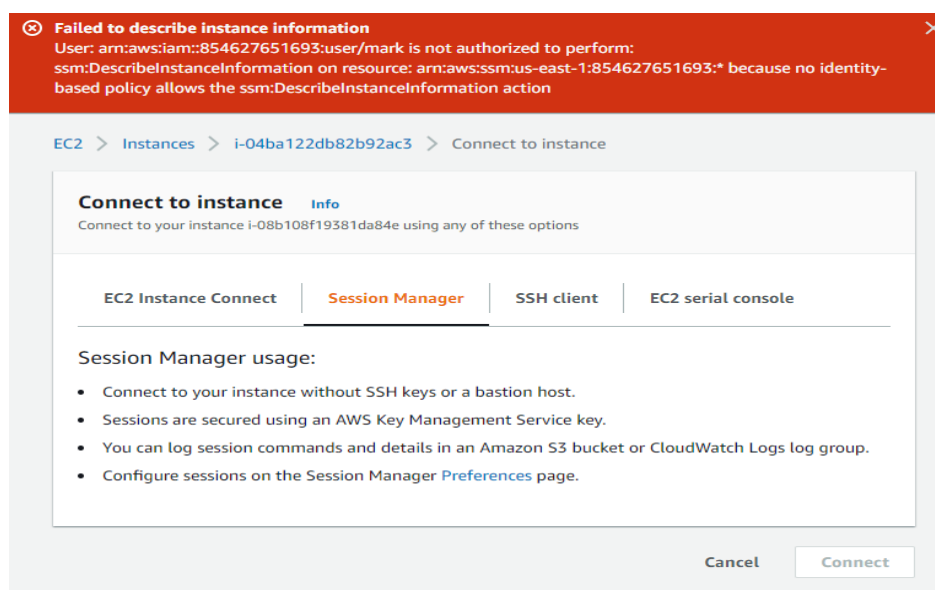 Failed to describe instance information
User: arn:aws:iam::854627651693:user/mark is not authorized to perform:
ssm:DescribeInstanceInformation on resource: arn:aws:ssm:us-east-1:854627651693:* because no identity-
based policy allows the ssm:DescribeInstanceInformation action
EC2 > Instances > i-04ba122db82b92ac3 > Connect to instance
Connect to instance Info
Connect to your instance i-08b108f19381da84e using any of these options
EC2 Instance Connect Session Manager SSH client EC2 serial console
Session Manager usage:
• Connect to your instance without SSH keys or a bastion host.
• Sessions are secured using an AWS Key Management Service key.
• You can log session commands and details in an Amazon S3 bucket or CloudWatch Logs log group.
• Configure sessions on the Session Manager Preferences page.
Cancel Connect